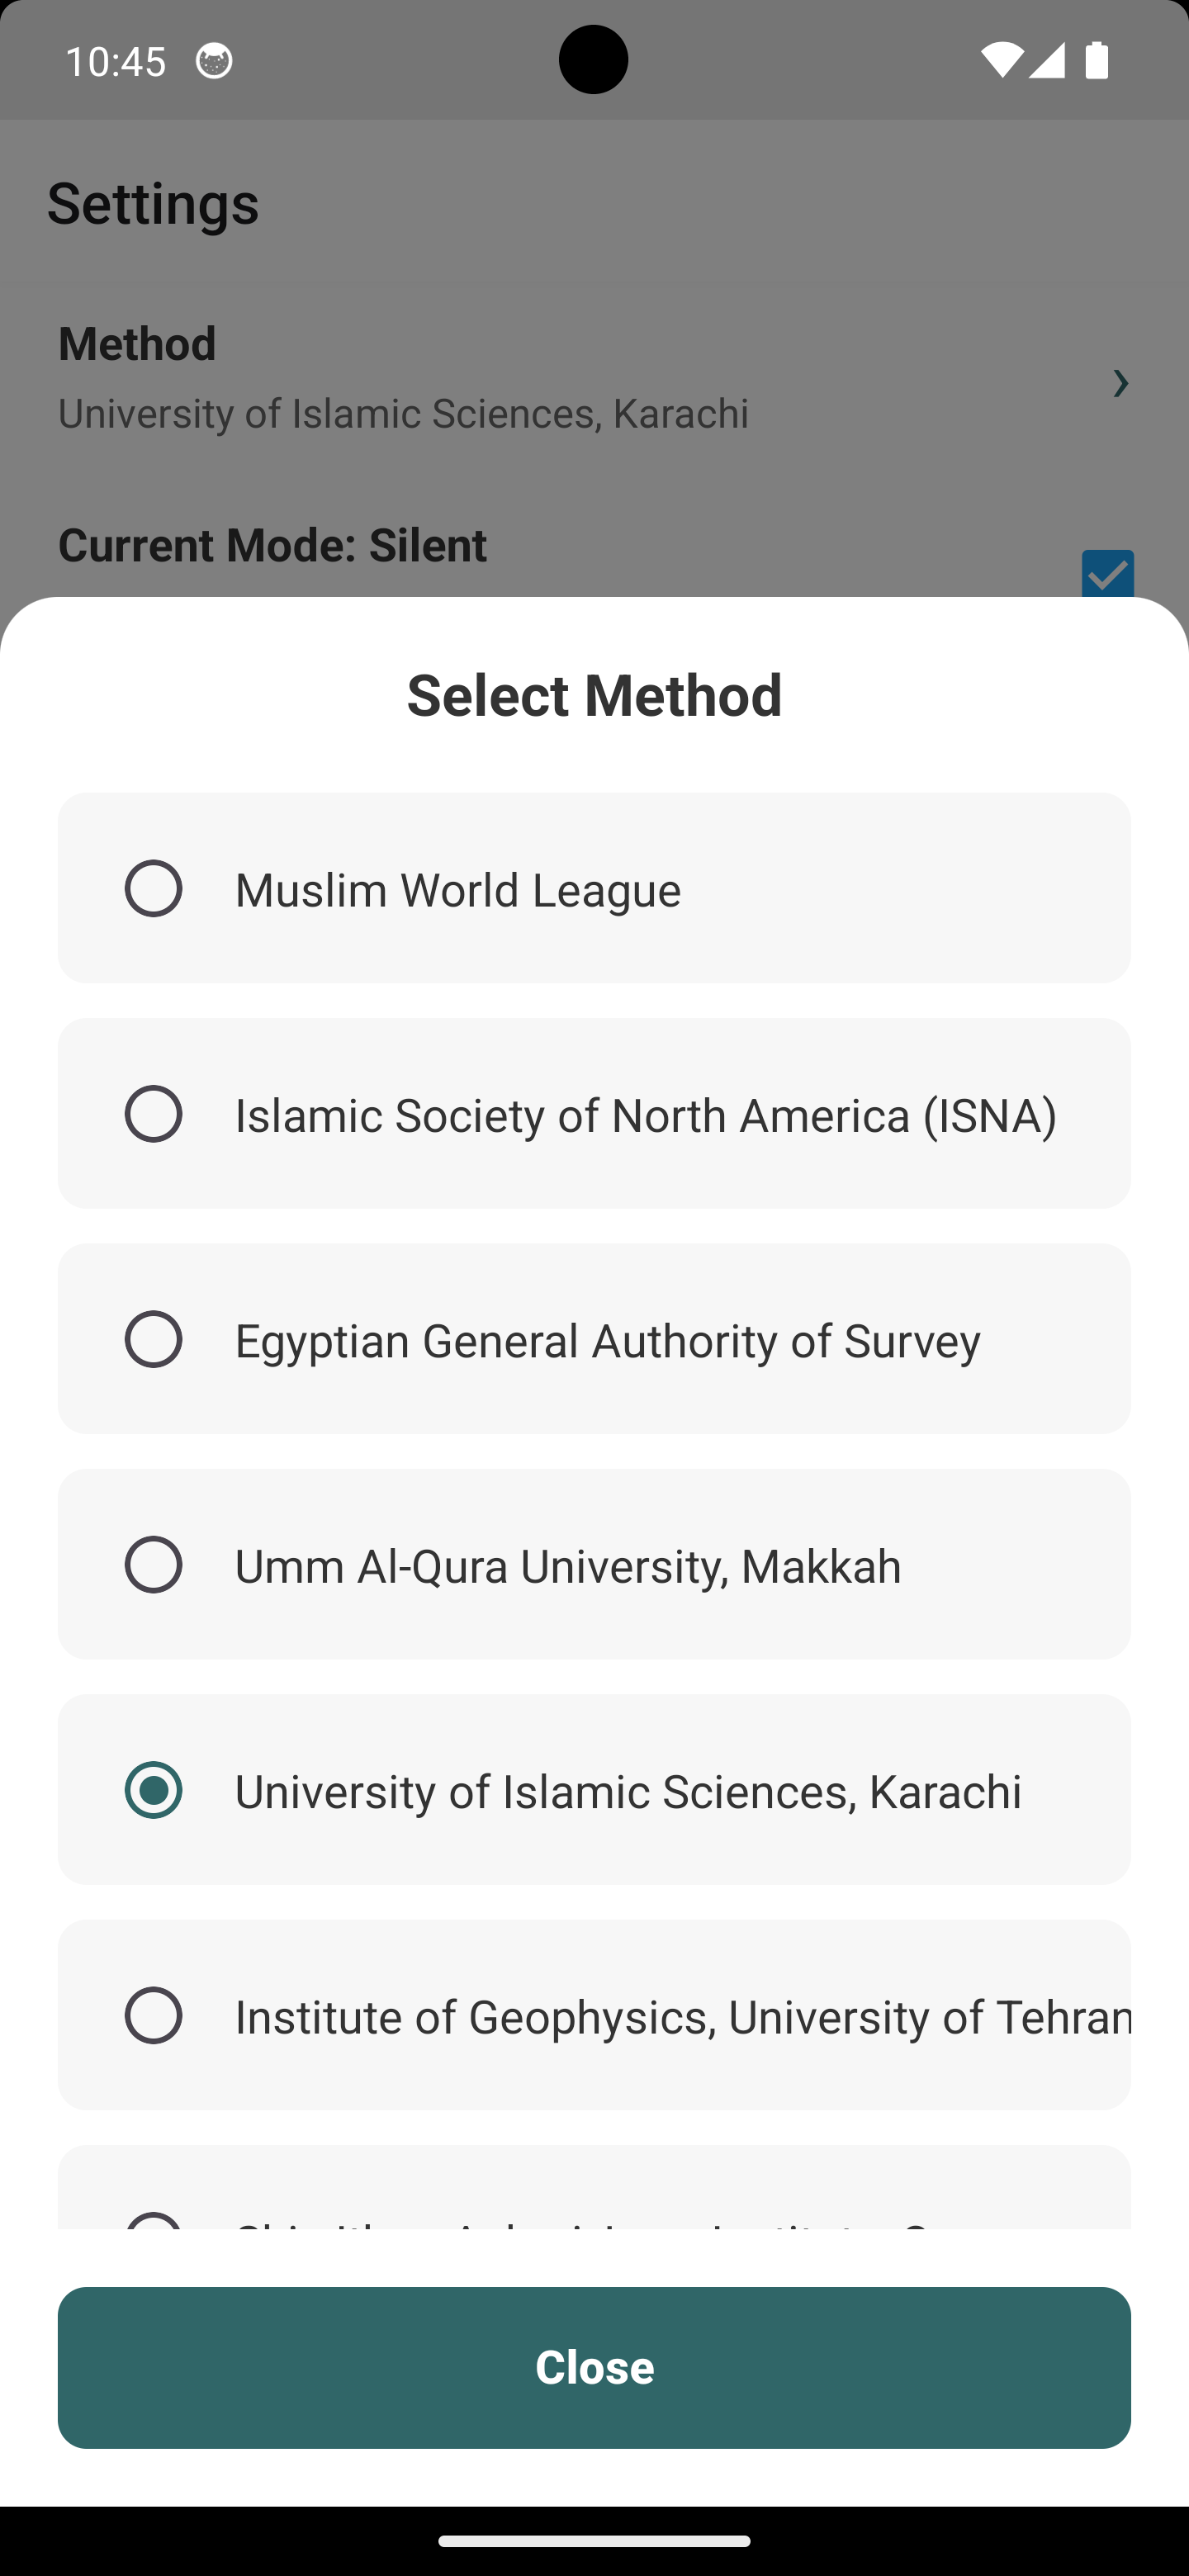 10:45
Settings
Method
University of Islamic Sciences, Karachi
Current Mode: Silent
Select Method
Muslim World League
Islamic Society of North America (ISNA)
Egyptian General Authority of Survey
Umm Al-Qura University, Makkah
University of Islamic Sciences, Karachi
Institute of Geophysics, University of Tehran
Close